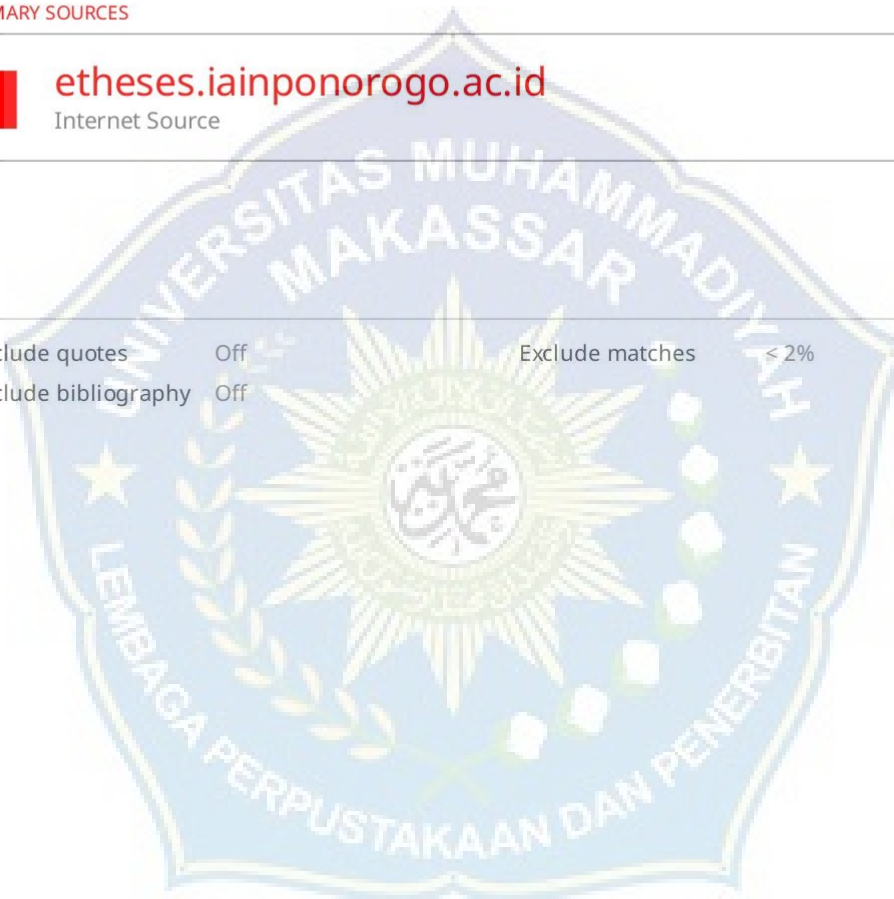 MARY SOURCES
etheses.iainponorogo.ac.id
Internet Source
UNIVERSITAS MUHAMMADIYAH
MAKASSAR
clude quotes Off Exclude matches < 2%
clude bibliography Off
محمدية
LEMBAGA PERPUSTAKAAN DAN PENERBITAN